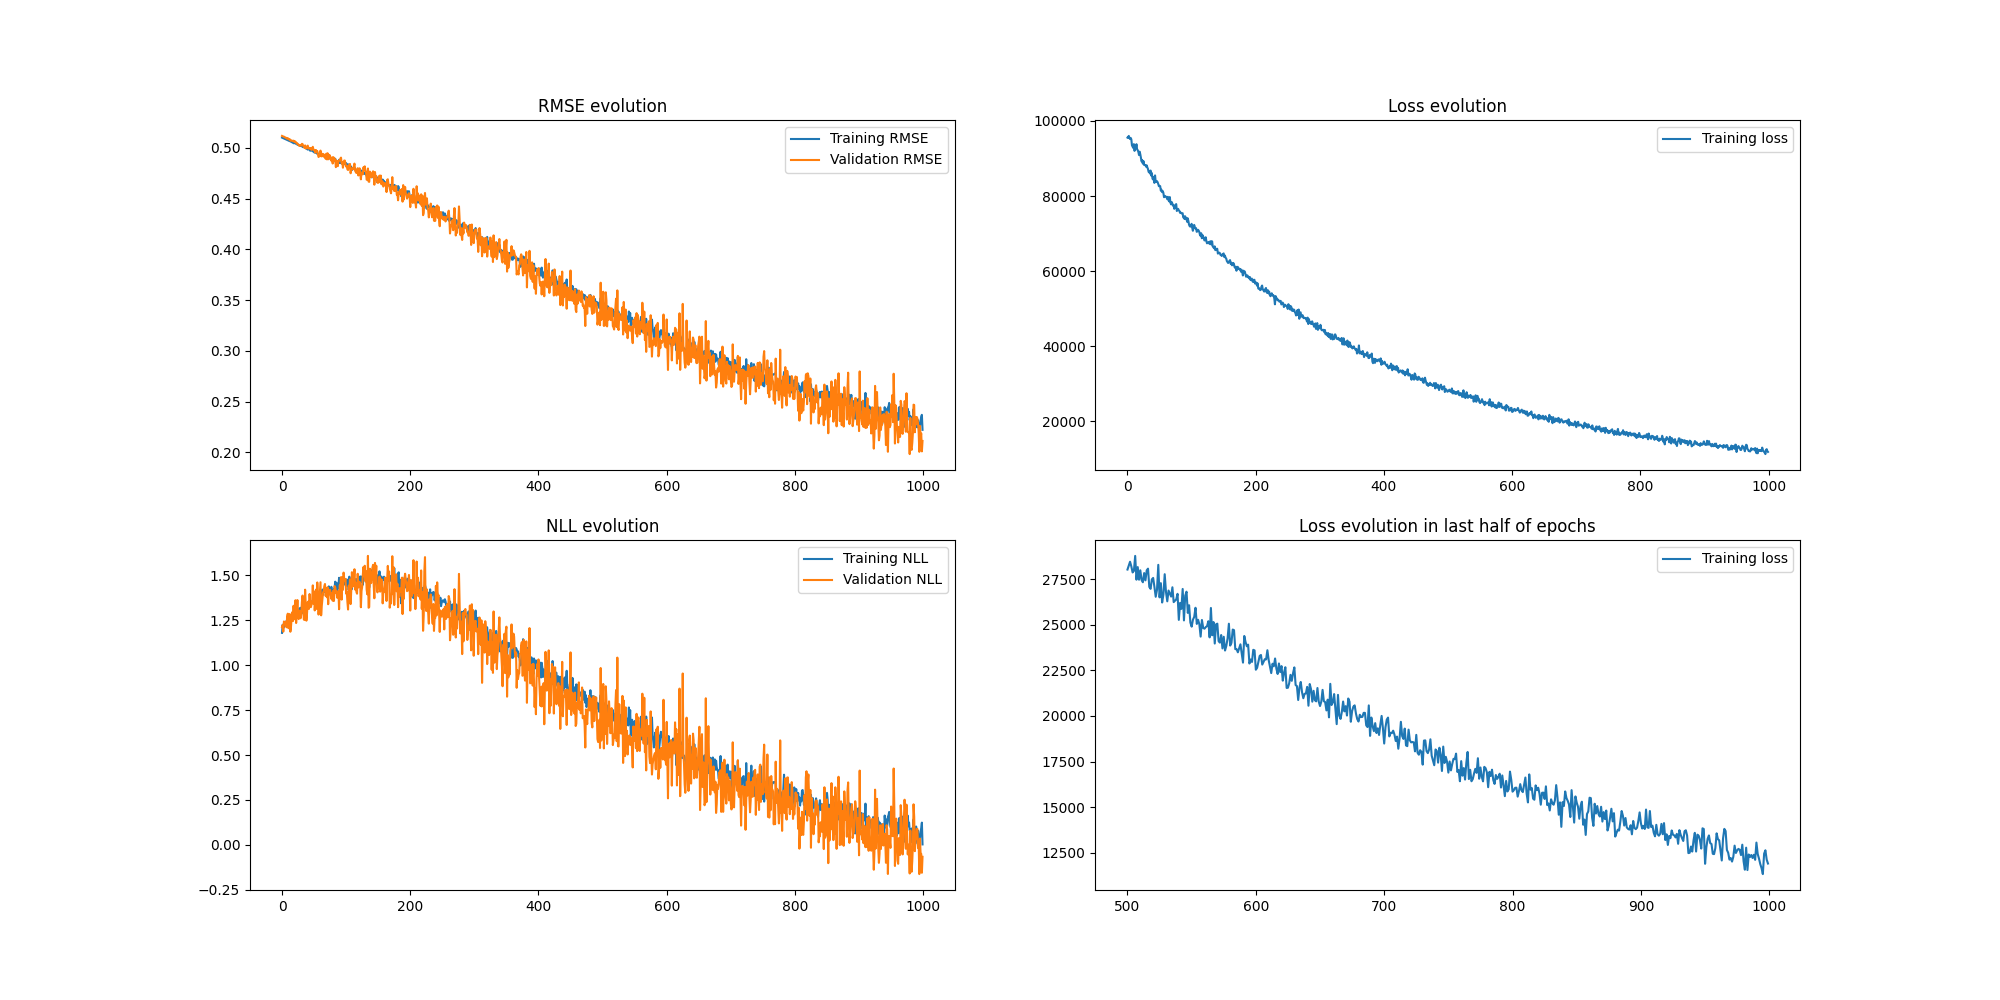 RMSE evolution
Training RMSE
Validation RMSE
0.50
0.45
0.40
0.35
0.30
0.25
0.20
0 200 400 600 800 1000
Loss evolution
Training loss
100000
80000
60000
40000
20000
0 200 400 600 800 1000
NLL evolution
Training NLL
Validation NLL
1.50
1.25
1.00
0.75
0.50
0.25
0.00
−0.25
0 200 400 600 800 1000
Loss evolution in last half of epochs
Training loss
27500
25000
22500
20000
17500
15000
12500
500 600 700 800 900 1000